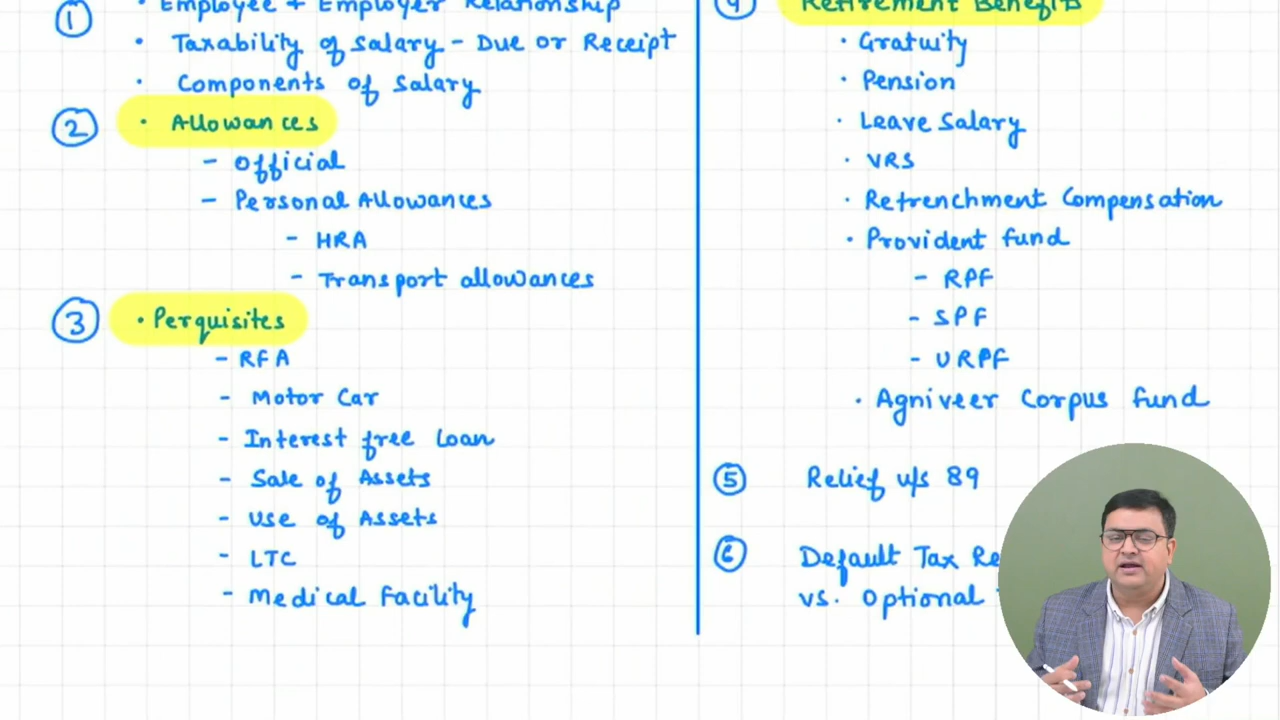 ① • Employee & Employer Relationship
• Taxability of Salary – Due or Receipt
• Components of Salary
② • Allowances
– Official
– Personal Allowances
– HRA
– Transport allowances
③ • Perquisites
– RFA
– Motor Car
– Interest free Loan
– Sale of Assets
– Use of Assets
– LTC
– Medical Facility
④ Retirement Benefits
• Gratuity
• Pension
• Leave Salary
• VRS
• Retrenchment Compensation
• Provident fund
– RPF
– SPF
– URPF
• Agniveer Corpus fund
⑤ Relief u/s 89
⑥ Default Tax
vs. Optional